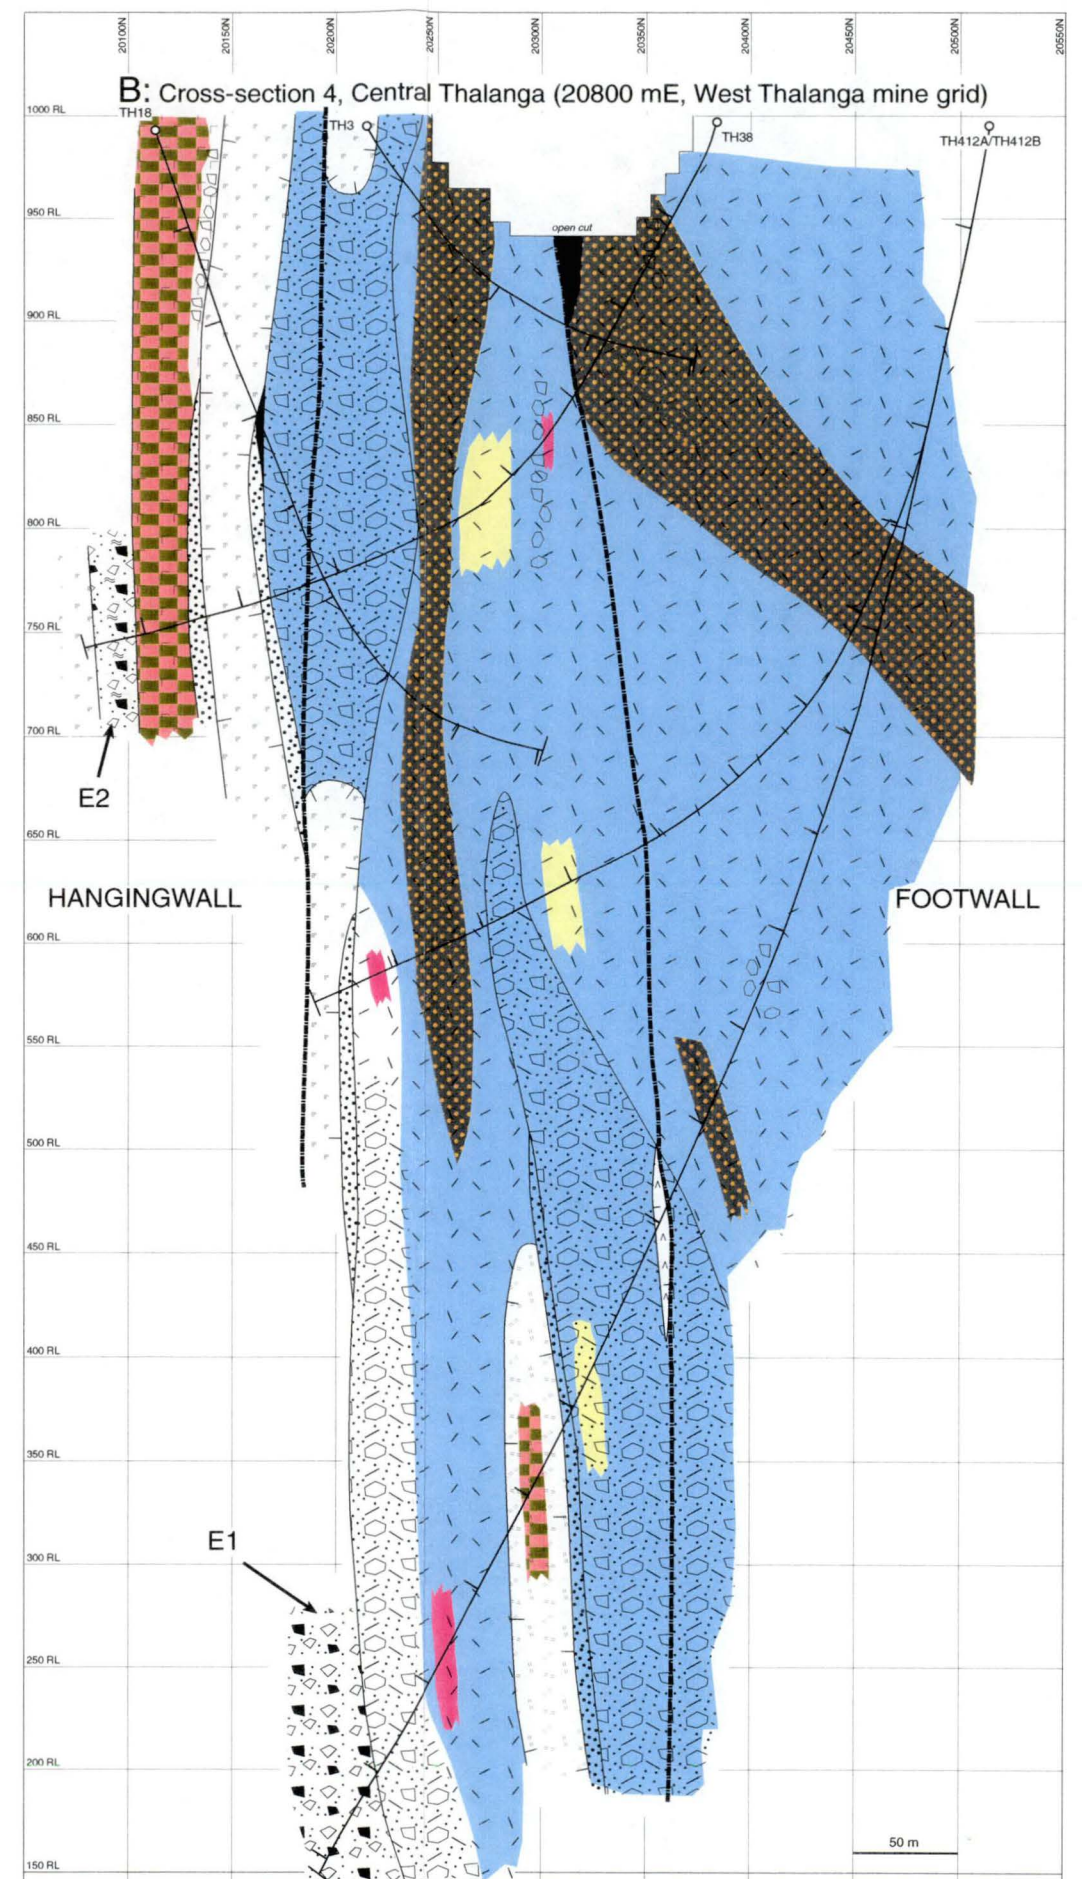 20100N 20150N 20200N 20250N 20300N 20350N 20400N 20450N 20500N 20550N
B: Cross-section 4, Central Thalanga (20800 mE, West Thalanga mine grid)
1000 RL
TH18
TH3
TH38
TH412A/TH412B
950 RL
open cut
900 RL
850 RL
800 RL
750 RL
700 RL
E2
650 RL
HANGINGWALL
FOOTWALL
600 RL
550 RL
500 RL
450 RL
400 RL
350 RL
E1
300 RL
250 RL
200 RL
50 m
150 RL